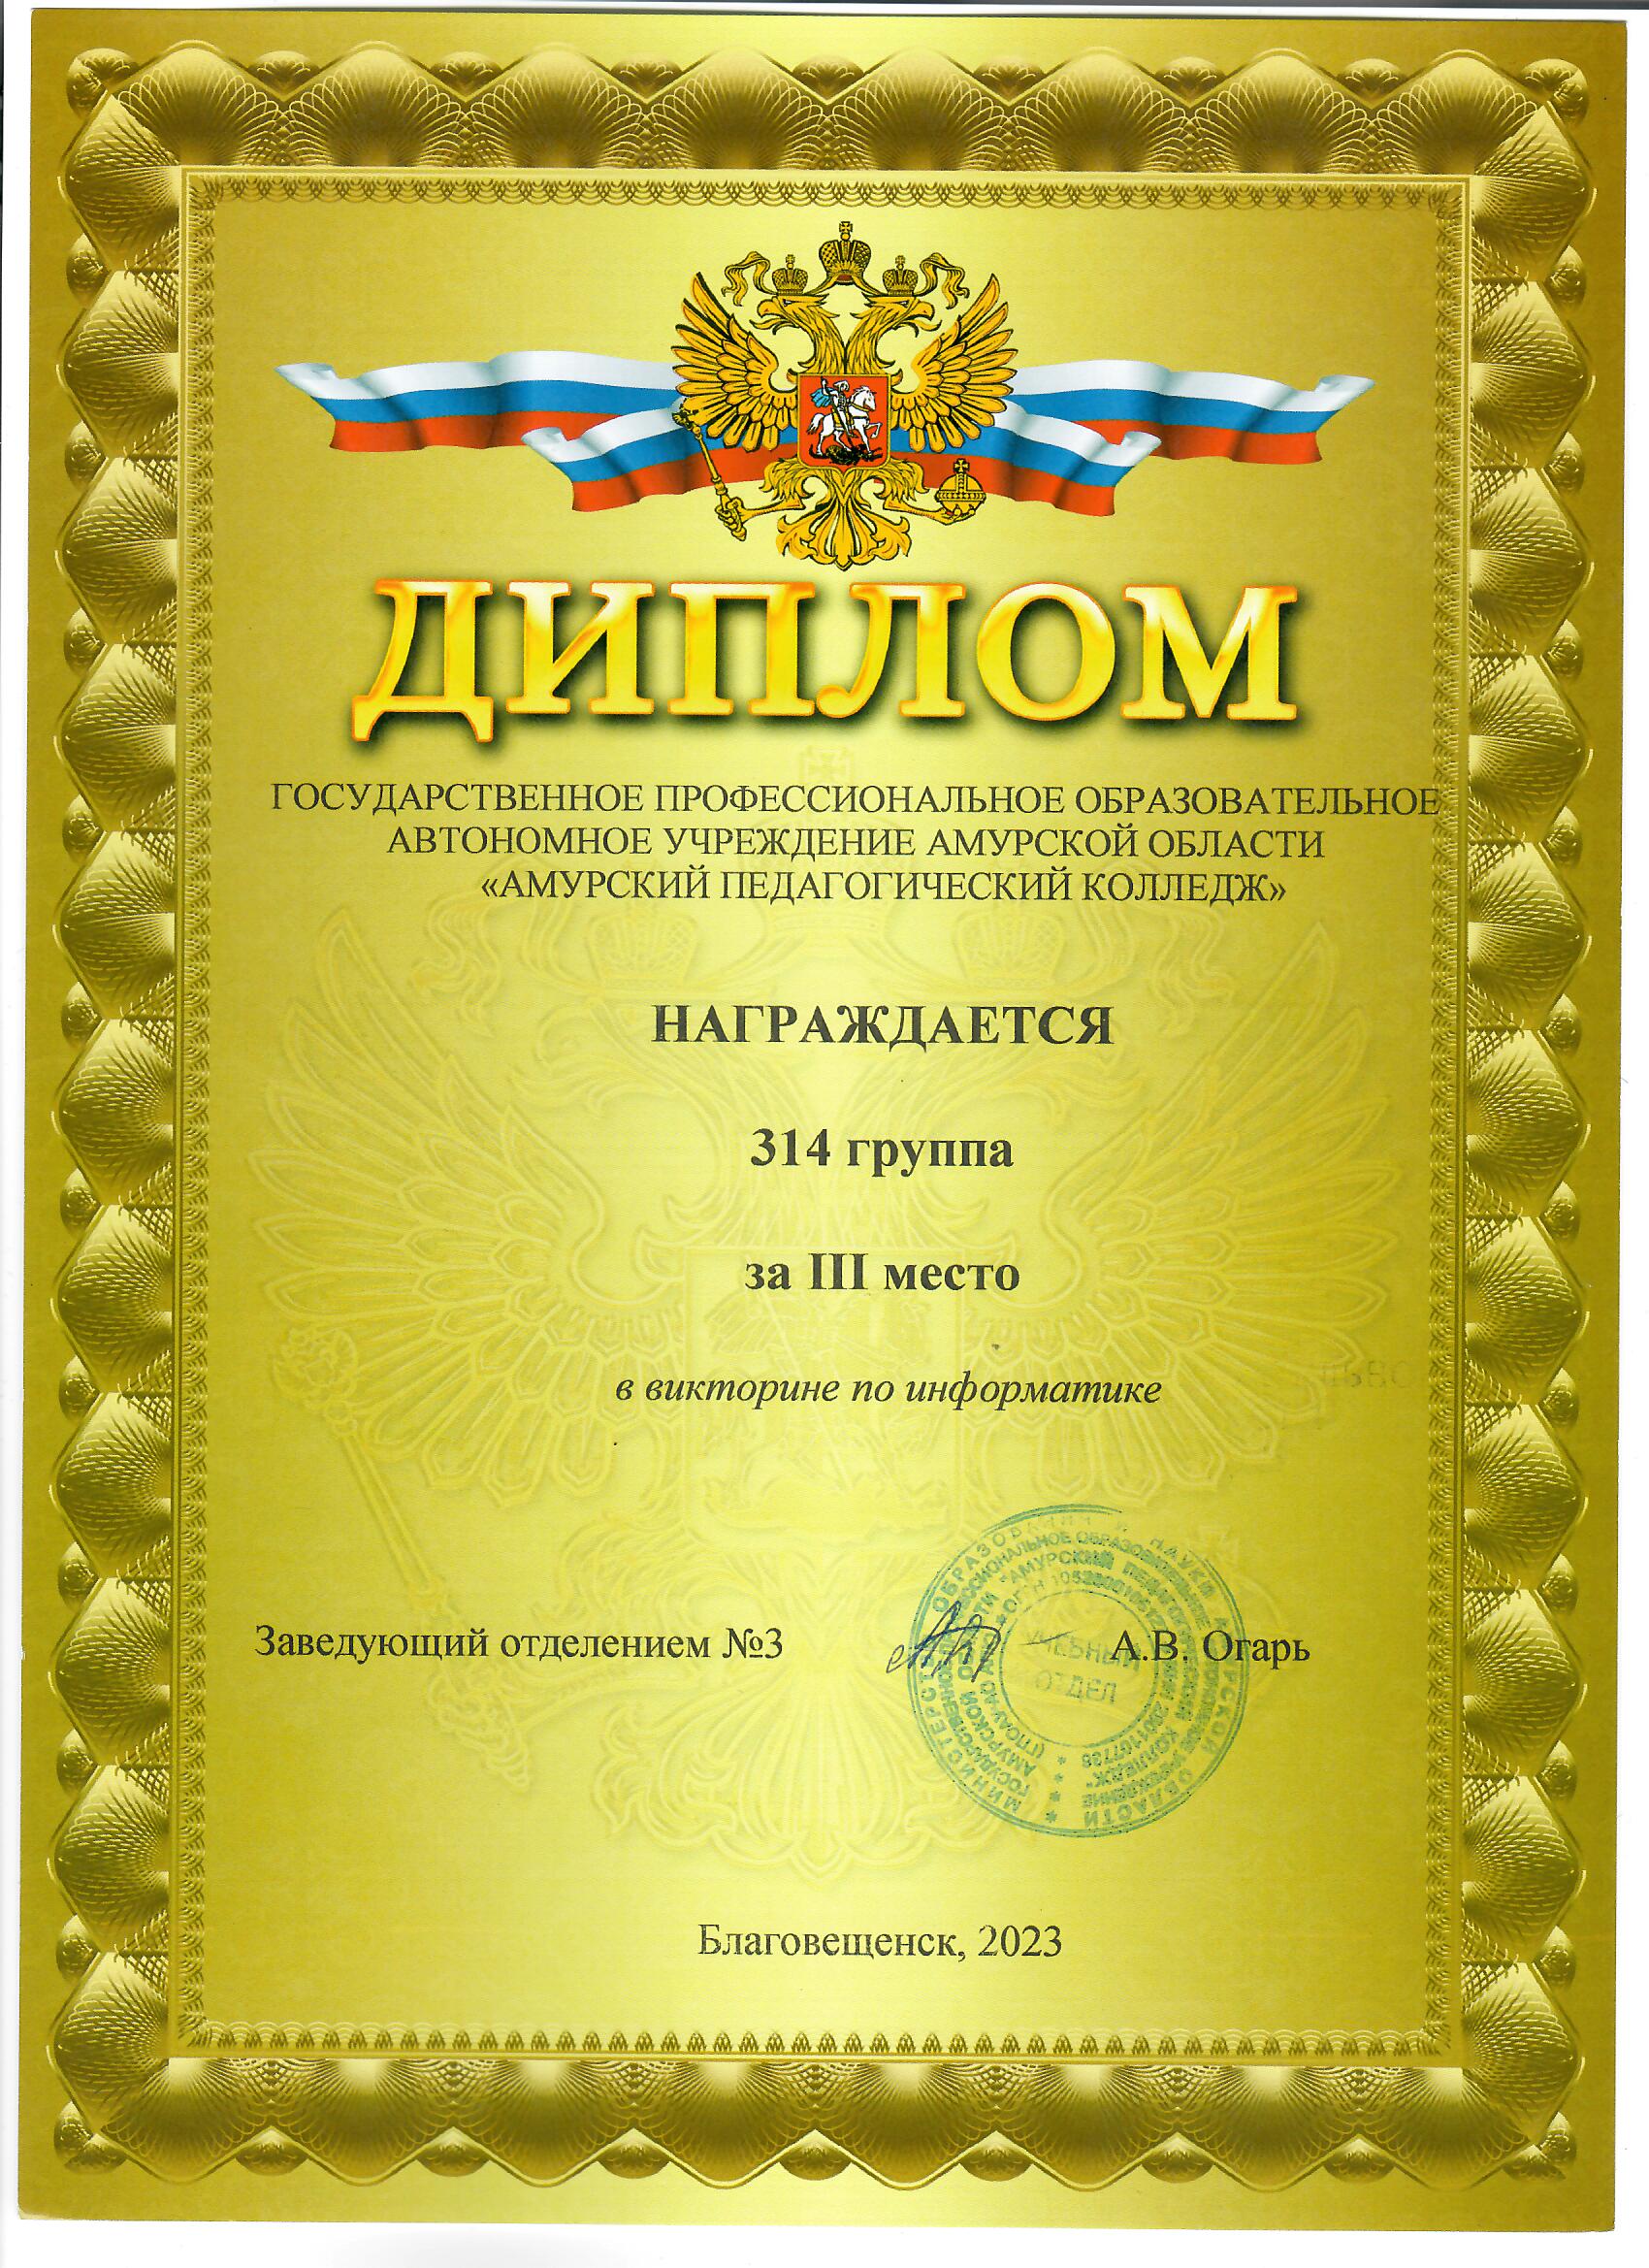 ДИПЛОМ
ГОСУДАРСТВЕННОЕ ПРОФЕССИОНАЛЬНОЕ ОБРАЗОВАТЕЛЬНОЕ
АВТОНОМНОЕ УЧРЕЖДЕНИЕ АМУРСКОЙ ОБЛАСТИ
«АМУРСКИЙ ПЕДАГОГИЧЕСКИЙ КОЛЛЕДЖ»
НАГРАЖДАЕТСЯ
314 группа
за III место
в викторине по информатике
Заведующий отделением №3
А.В. Огарь
УЧЕБНЫЙ
ОТДЕЛ
Благовещенск, 2023